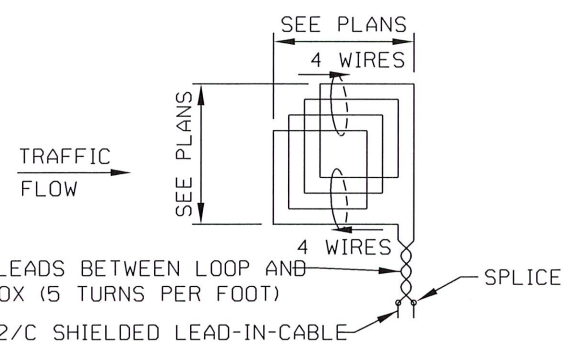 SEE PLANS
4 WIRES
SEE PLANS
TRAFFIC
FLOW
4 WIRES
LEADS BETWEEN LOOP AND
OX (5 TURNS PER FOOT)
SPLICE
2/C SHIELDED LEAD-IN-CABLE